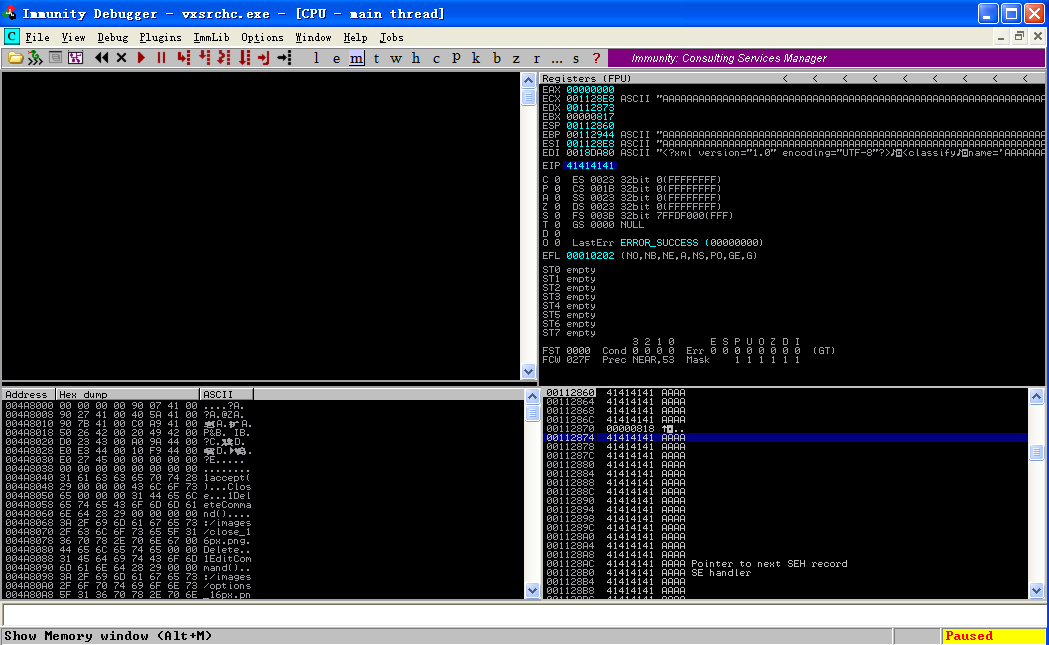 Immunity Debugger - vxsrchc.exe - [CPU - main thread]
C File View Debug Plugins ImmLib Options Window Help Jobs
l e m t w h c P k b z r ... s ? Immunity: Consulting Services Manager
Registers (FPU) < < < < < < < < <
EAX 00000000
ECX 001128E8 ASCII "AAAAAAAAAAAAAAAAAAAAAAAAAAAAAAAAAAAAAAAAAAAAAAAAAAAAAAAAAAAAAAAA
EDX 00112873
EBX 00000817
ESP 00112860
EBP 00112944 ASCII "AAAAAAAAAAAAAAAAAAAAAAAAAAAAAAAAAAAAAAAAAAAAAAAAAAAAAAAAAAAAAAAA
ESI 001128E8 ASCII "AAAAAAAAAAAAAAAAAAAAAAAAAAAAAAAAAAAAAAAAAAAAAAAAAAAAAAAAAAAAAAAA
EDI 0018DA80 ASCII "<?xml version="1.0" encoding="UTF-8"?>♪◙<classify♪◙name='AAAAAAA
EIP 41414141
C 0 ES 0023 32bit 0(FFFFFFFF)
P 0 CS 001B 32bit 0(FFFFFFFF)
A 0 SS 0023 32bit 0(FFFFFFFF)
Z 0 DS 0023 32bit 0(FFFFFFFF)
S 0 FS 003B 32bit 7FFDF000(FFF)
T 0 GS 0000 NULL
D 0
O 0 LastErr ERROR_SUCCESS (00000000)
EFL 00010202 (NO,NB,NE,A,NS,PO,GE,G)
ST0 empty
ST1 empty
ST2 empty
ST3 empty
ST4 empty
ST5 empty
ST6 empty
ST7 empty
3 2 1 0 E S P U O Z D I
FST 0000 Cond 0 0 0 0 Err 0 0 0 0 0 0 0 0 (GT)
FCW 027F Prec NEAR,53 Mask 1 1 1 1 1 1
Address Hex dump ASCII
004A8000 00 00 00 00 90 07 41 00 ....?A.
004A8008 90 27 41 00 40 5A 41 00 ?A.@ZA.
004A8010 90 7B 41 00 C0 A9 41 00
004A8018 50 26 42 00 20 49 42 00 P&B. IB.
004A8020 D0 23 43 00 A0 9A 44 00
004A8028 E0 E3 44 00 10 F9 44 00
004A8030 E0 27 45 00 00 00 00 00 ?E.....
004A8038 00 00 00 00 00 00 00 00 ........
004A8040 31 61 63 63 65 70 74 28 1accept(
004A8048 29 00 00 00 43 6C 6F 73 )...Clos
004A8050 65 00 00 00 31 44 65 6C e...1Del
004A8058 65 74 65 43 6F 6D 6D 61 eteComma
004A8060 6E 64 28 29 00 00 00 00 nd()....
004A8068 3A 2F 69 6D 61 67 65 73 :/images
004A8070 2F 63 6C 6F 73 65 5F 31 /close_1
004A8078 36 70 78 2E 70 6E 67 00 6px.png.
004A8080 44 65 6C 65 74 65 00 00 Delete..
004A8088 31 45 64 69 74 43 6F 6D 1EditCom
004A8090 6D 61 6E 64 28 29 00 00 mand()..
004A8098 3A 2F 69 6D 61 67 65 73 :/images
004A80A0 2F 6F 70 74 69 6F 6E 73 /options
004A80A8 5F 31 36 70 78 2E 70 6E _16px.pn
00112860 41414141 AAAA
00112864 41414141 AAAA
00112868 41414141 AAAA
0011286C 41414141 AAAA
00112870 00000818 ↑◘..
00112874 41414141 AAAA
00112878 41414141 AAAA
0011287C 41414141 AAAA
00112880 41414141 AAAA
00112884 41414141 AAAA
00112888 41414141 AAAA
0011288C 41414141 AAAA
00112890 41414141 AAAA
00112894 41414141 AAAA
00112898 41414141 AAAA
0011289C 41414141 AAAA
001128A0 41414141 AAAA
001128A4 41414141 AAAA
001128A8 41414141 AAAA
001128AC 41414141 AAAA Pointer to next SEH record
001128B0 41414141 AAAA SE handler
001128B4 41414141 AAAA
001128B8 41414141 AAAA
Show Memory window (Alt+M) Paused